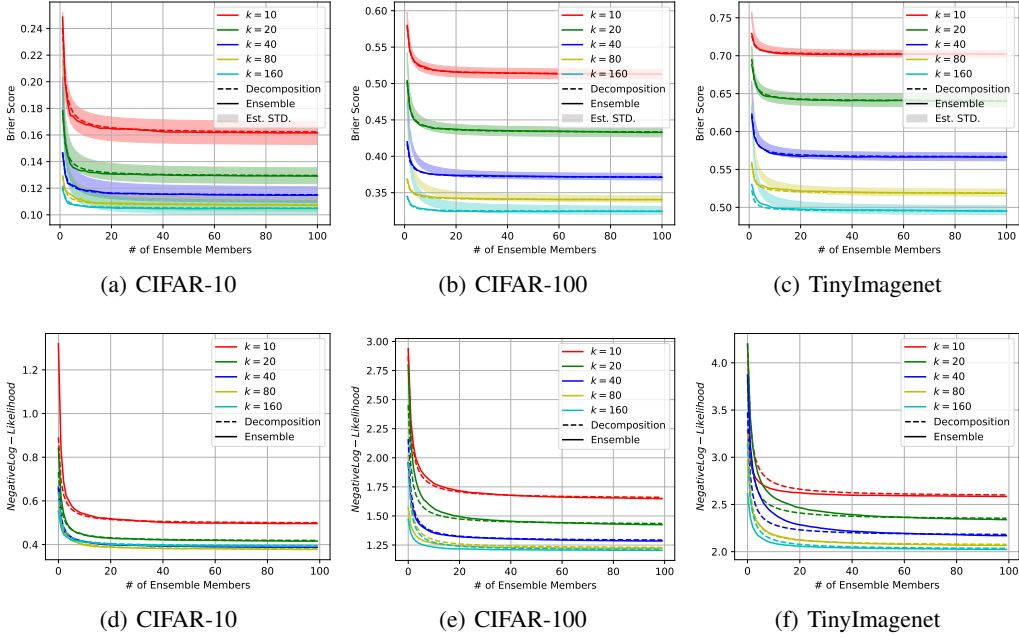 0.24
0.22
0.20
0.18
0.16
0.14
0.12
0.10
Brier Score
k = 10
k = 20
k = 40
k = 80
k = 160
Decomposition
Ensemble
Est. STD.
0 20 40 60 80 100
# of Ensemble Members
(a) CIFAR-10
0.60
0.55
0.50
0.45
0.40
0.35
Brier Score
k = 10
k = 20
k = 40
k = 80
k = 160
Decomposition
Ensemble
Est. STD.
0 20 40 60 80 100
# of Ensemble Members
(b) CIFAR-100
0.75
0.70
0.65
0.60
0.55
0.50
Brier Score
k = 10
k = 20
k = 40
k = 80
k = 160
Decomposition
Ensemble
Est. STD.
0 20 40 60 80 100
# of Ensemble Members
(c) TinyImagenet
1.2
1.0
0.8
0.6
0.4
NegativeLog − Likelihood
k = 10
k = 20
k = 40
k = 80
k = 160
Decomposition
Ensemble
0 20 40 60 80 100
# of Ensemble Members
(d) CIFAR-10
3.00
2.75
2.50
2.25
2.00
1.75
1.50
1.25
NegativeLog − Likelihood
k = 10
k = 20
k = 40
k = 80
k = 160
Decomposition
Ensemble
0 20 40 60 80 100
# of Ensemble Members
(e) CIFAR-100
4.0
3.5
3.0
2.5
2.0
NegativeLog − Likelihood
k = 10
k = 20
k = 40
k = 80
k = 160
Decomposition
Ensemble
0 20 40 60 80 100
# of Ensemble Members
(f) TinyImagenet